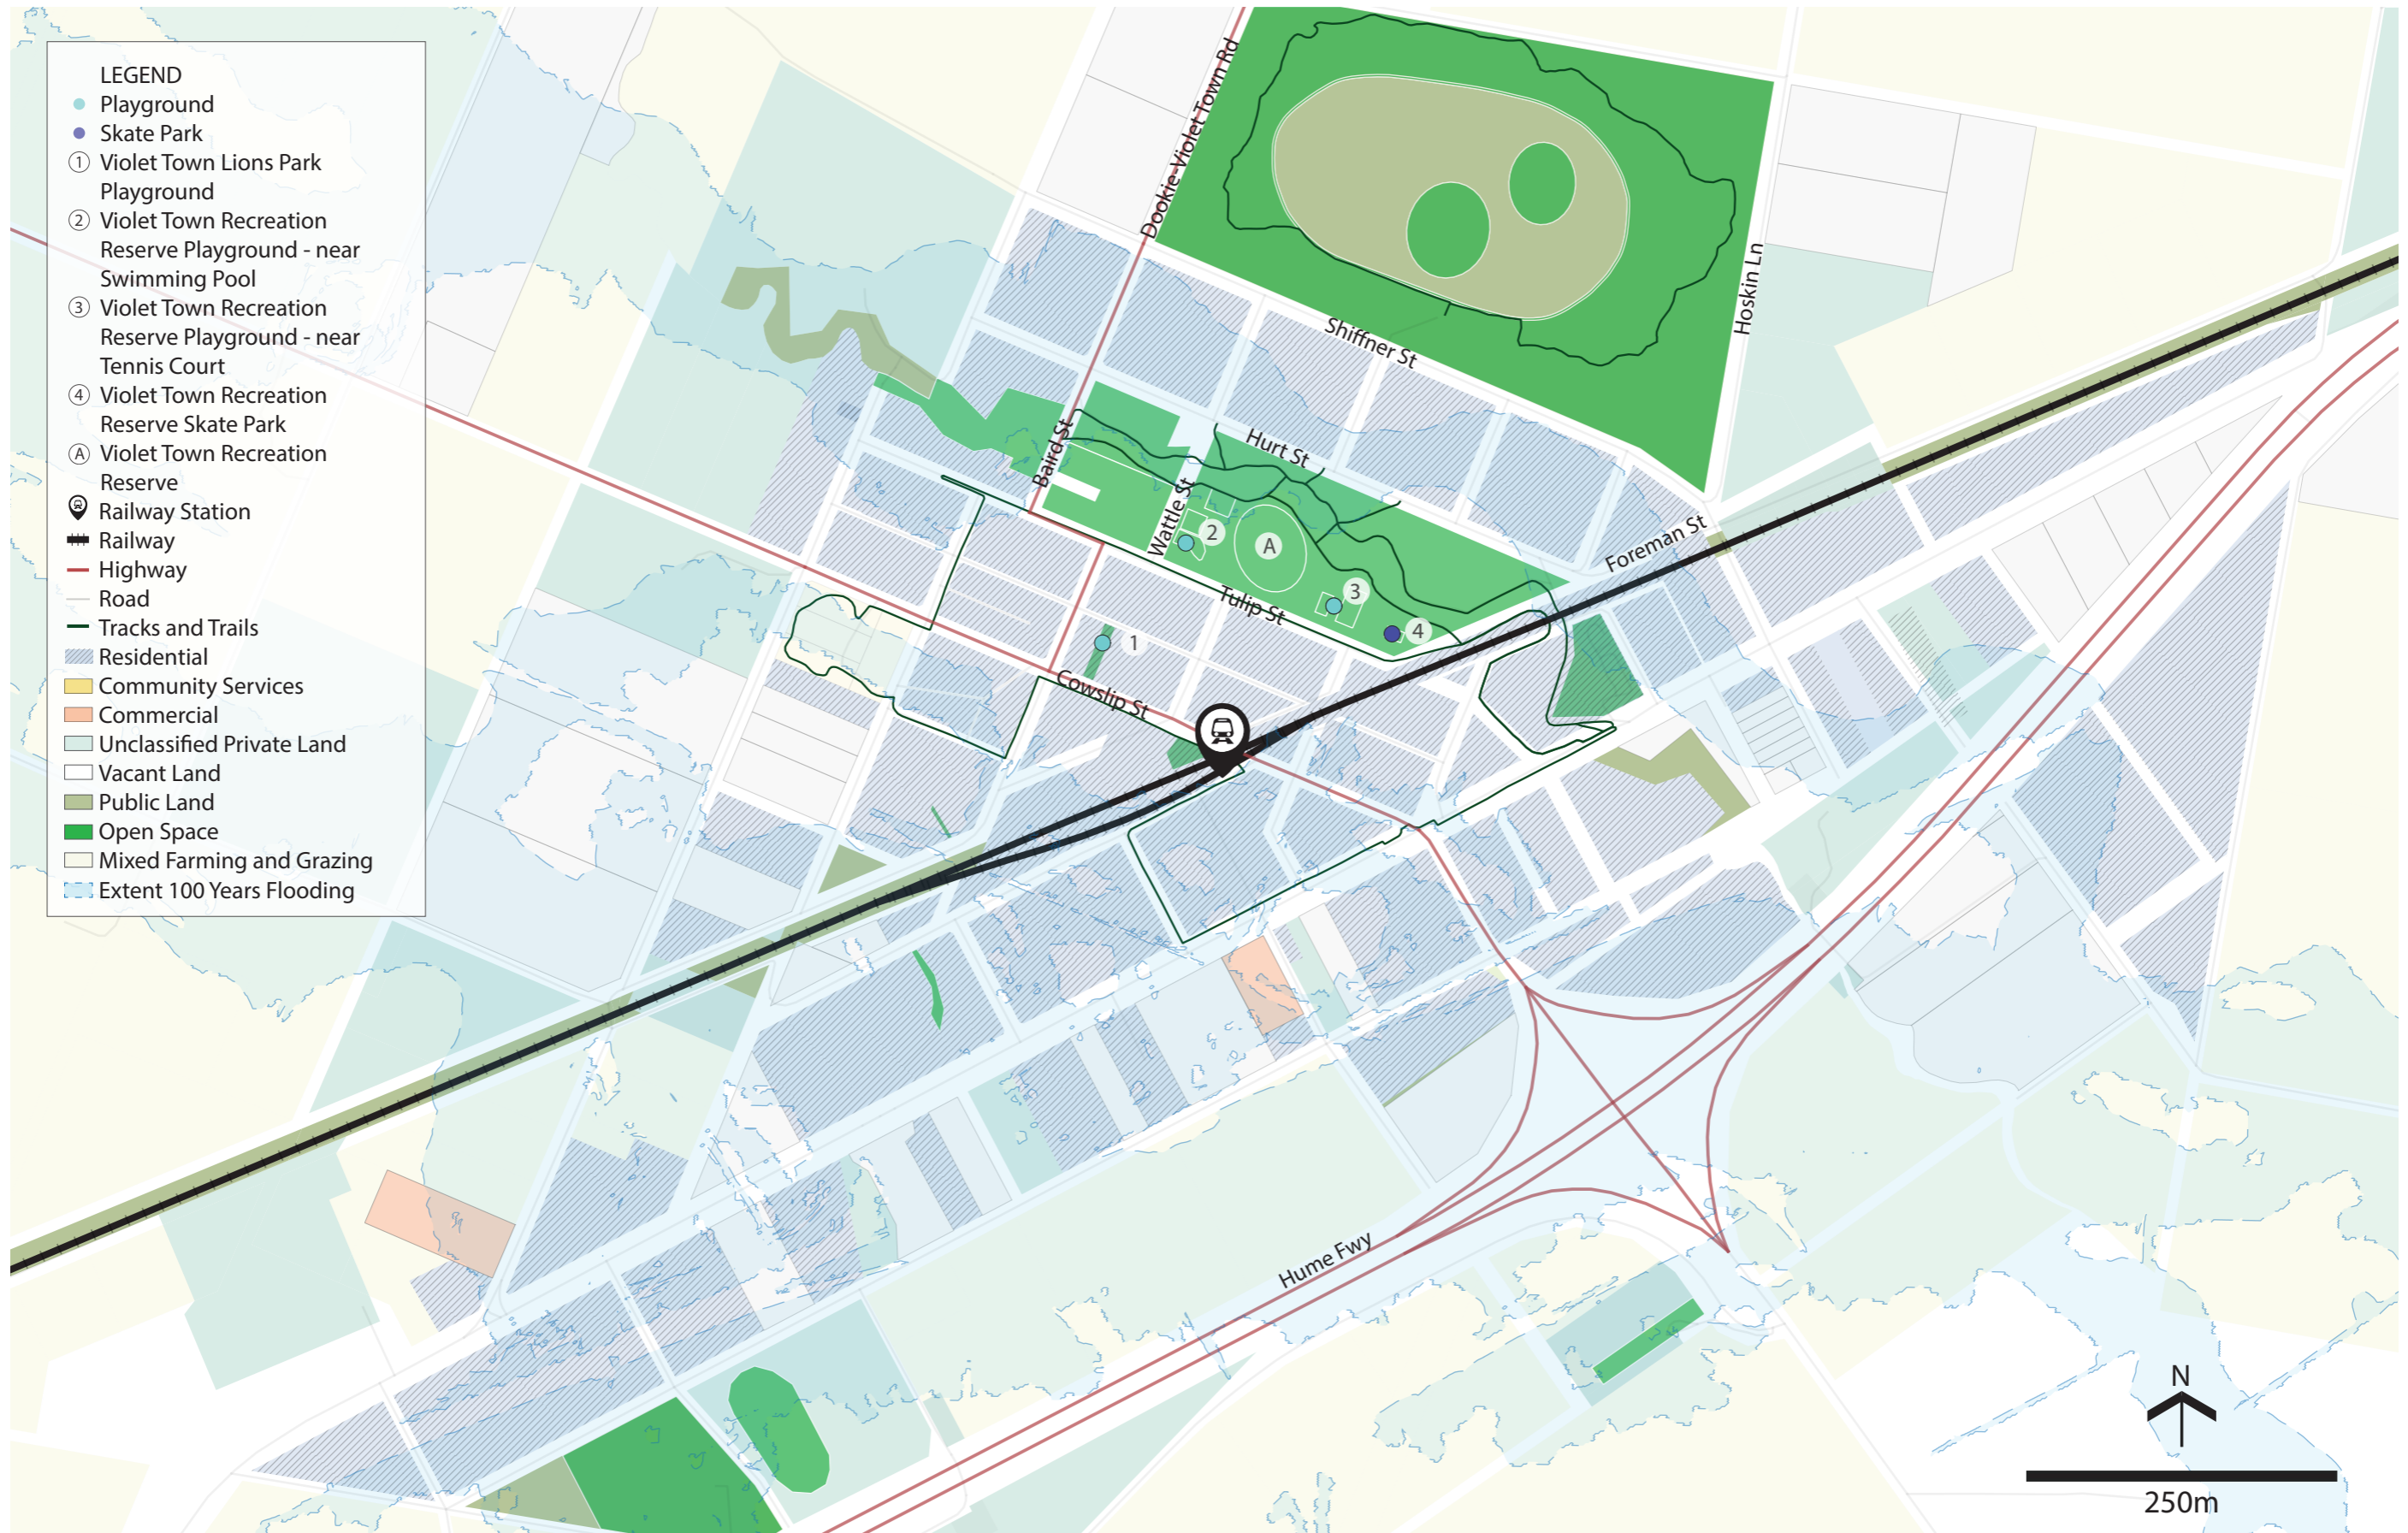 LEGEND
Playground
Skate Park
1 Violet Town Lions Park
Playground
2 Violet Town Recreation
Reserve Playground - near
Swimming Pool
3 Violet Town Recreation
Reserve Playground - near
Tennis Court
4 Violet Town Recreation
Reserve Skate Park
A Violet Town Recreation
Reserve
Railway Station
Railway
Highway
Road
Tracks and Trails
Residential
Community Services
Commercial
Unclassified Private Land
Vacant Land
Public Land
Open Space
Mixed Farming and Grazing
Extent 100 Years Flooding
Dookie-Violet Town Rd
Hoskin Ln
Shiffner St
Hurt St
Baird St
Wattle St
2
A
3
4
1
Foreman St
Tulip St
Cowslip St
Hume Fwy
N
250m